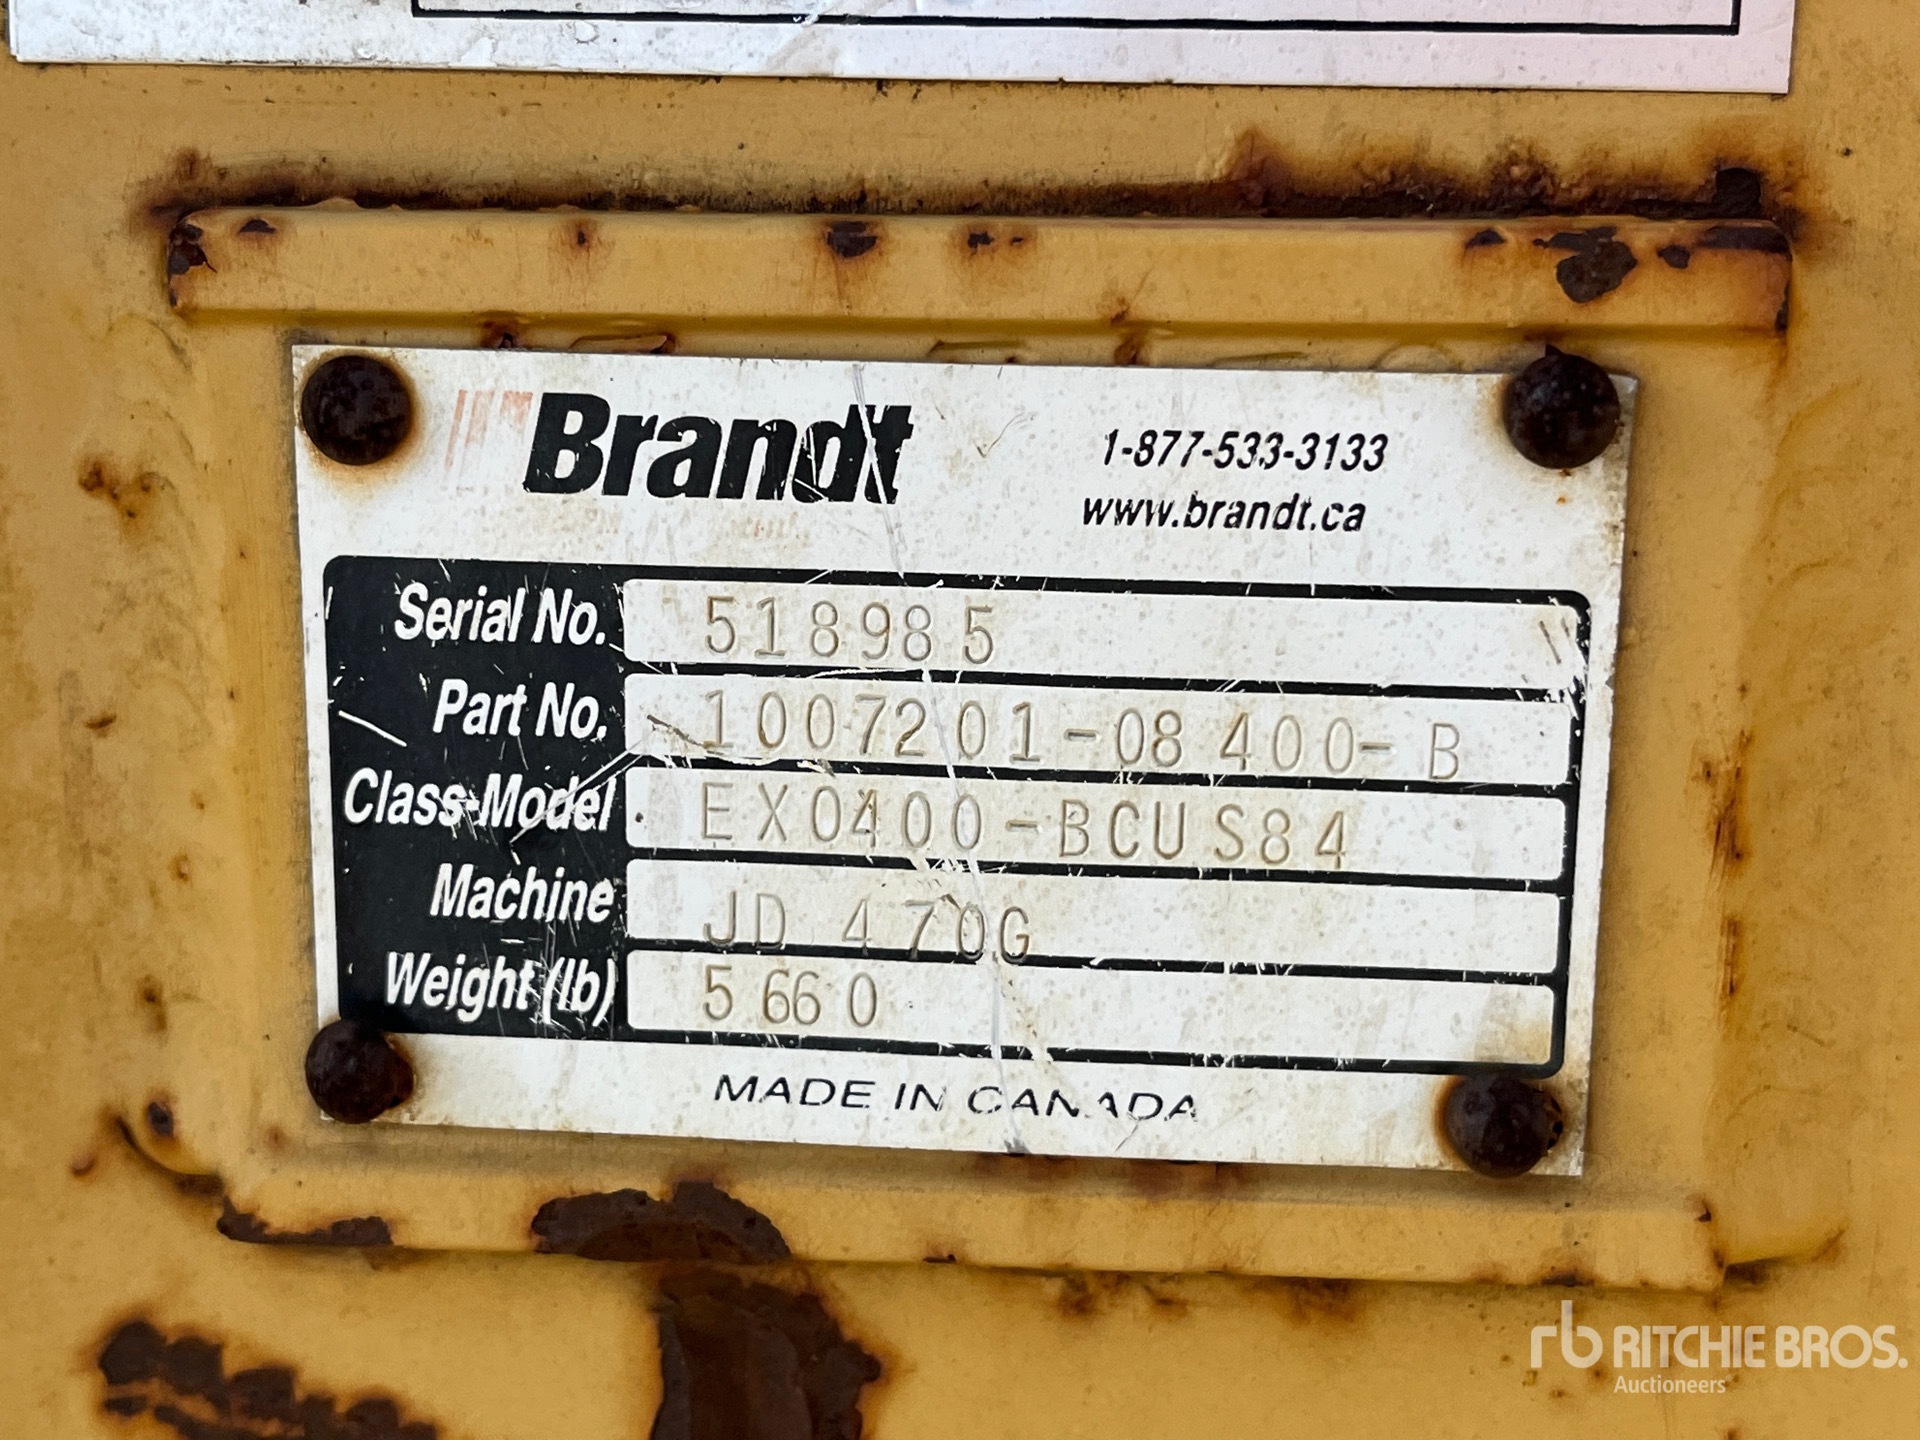 Brandt
1-877-533-3133
www.brandt.ca
Serial No. 518985
Part No. 1007201-08400-B
Class-Model EX0400-BCUS84
Machine JD 470G
Weight (lb) 5660
MADE IN CANADA
rb RITCHIE BROS.
Auctioneers